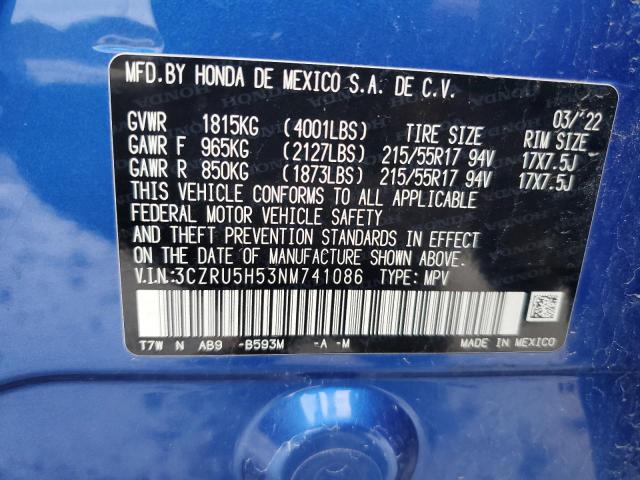 MFD.BY HONDA DE MEXICO S.A. DE C.V.
03/'22
GVWR 1815KG (4001LBS) TIRE SIZE RIM SIZE
GAWR F 965KG (2127LBS) 215/55R17 94V 17X7.5J
GAWR R 850KG (1873LBS) 215/55R17 94V 17X7.5J
THIS VEHICLE CONFORMS TO ALL APPLICABLE
FEDERAL MOTOR VEHICLE SAFETY
AND THEFT PREVENTION STANDARDS IN EFFECT
ON THE DATE OF MANUFACTURE SHOWN ABOVE.
V.I.N:3CZRU5H53NM741086 TYPE: MPV
T7W N AB9 -B593M -A -M
MADE IN MEXICO